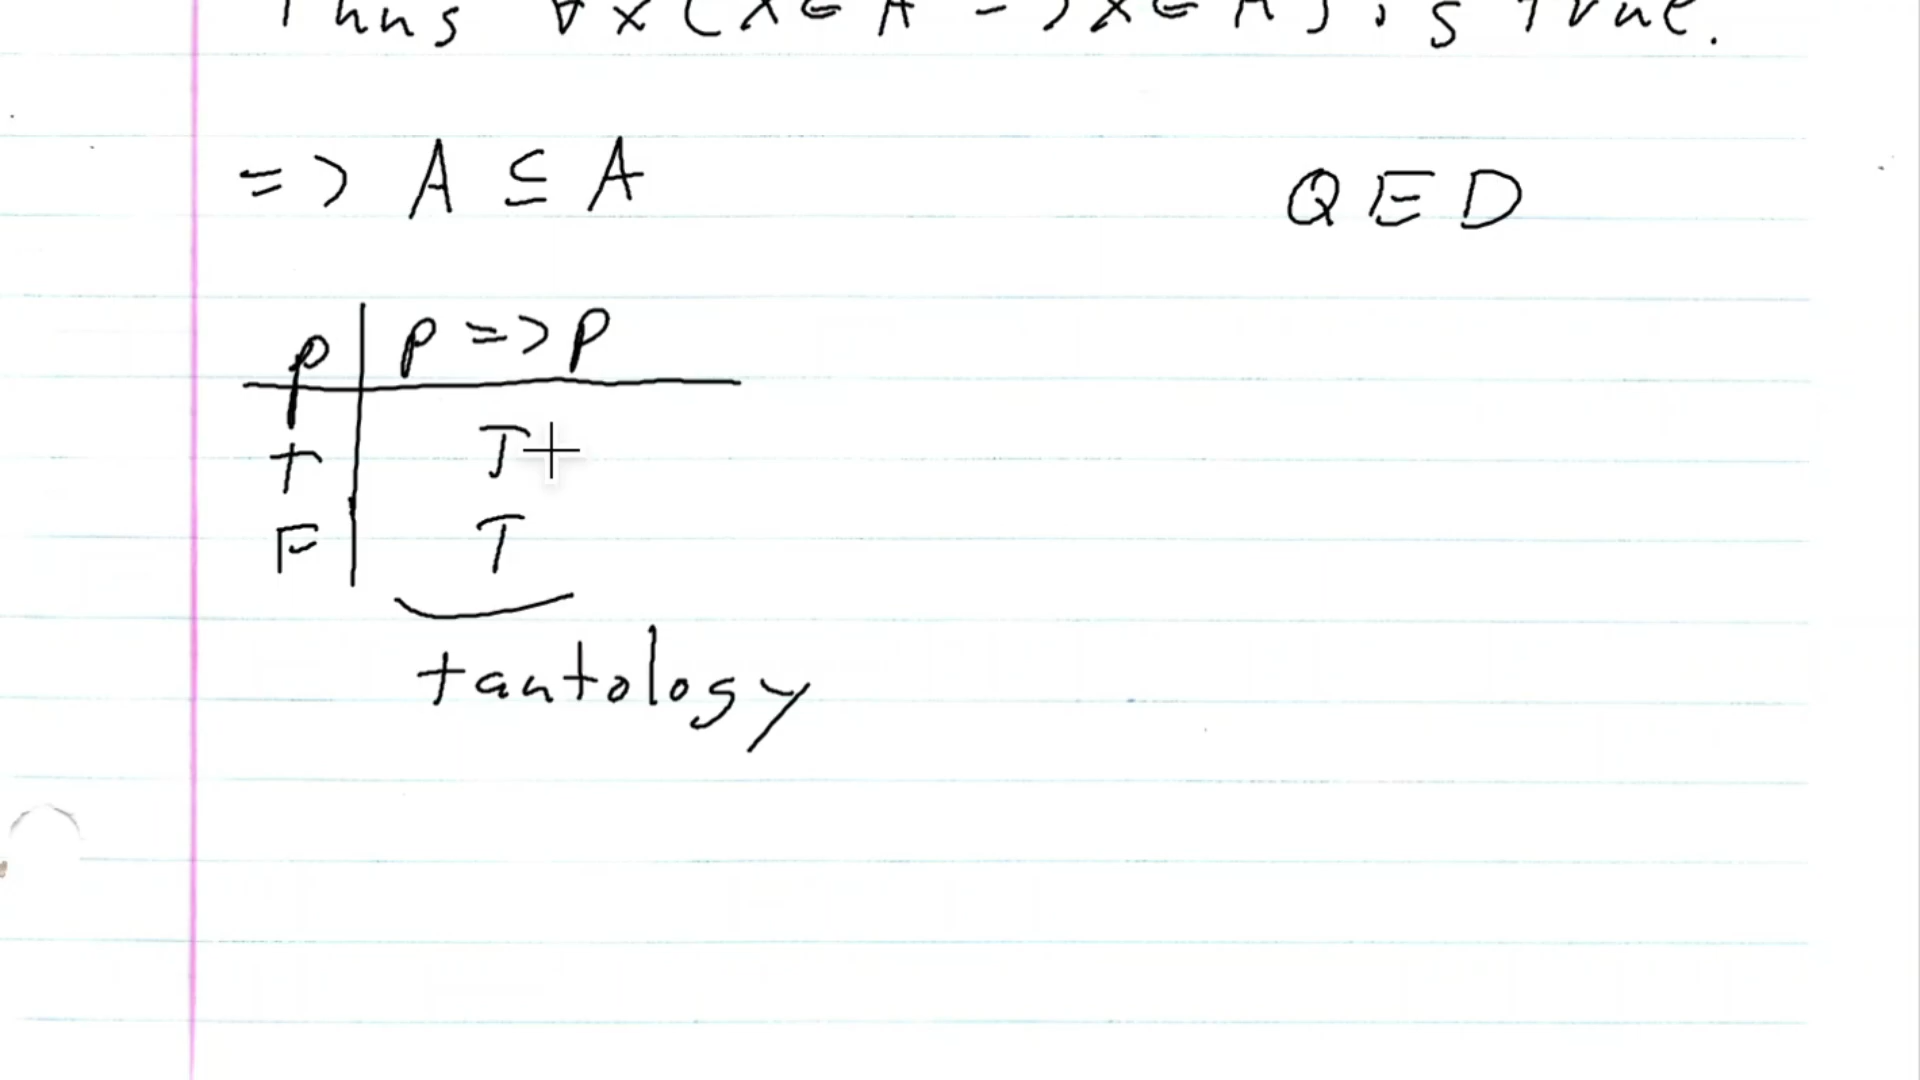 Thus ∀x(x∈A => x∈A) is true.
=> A ⊆ A QED
p | p => p
T | T
F | T
tautology